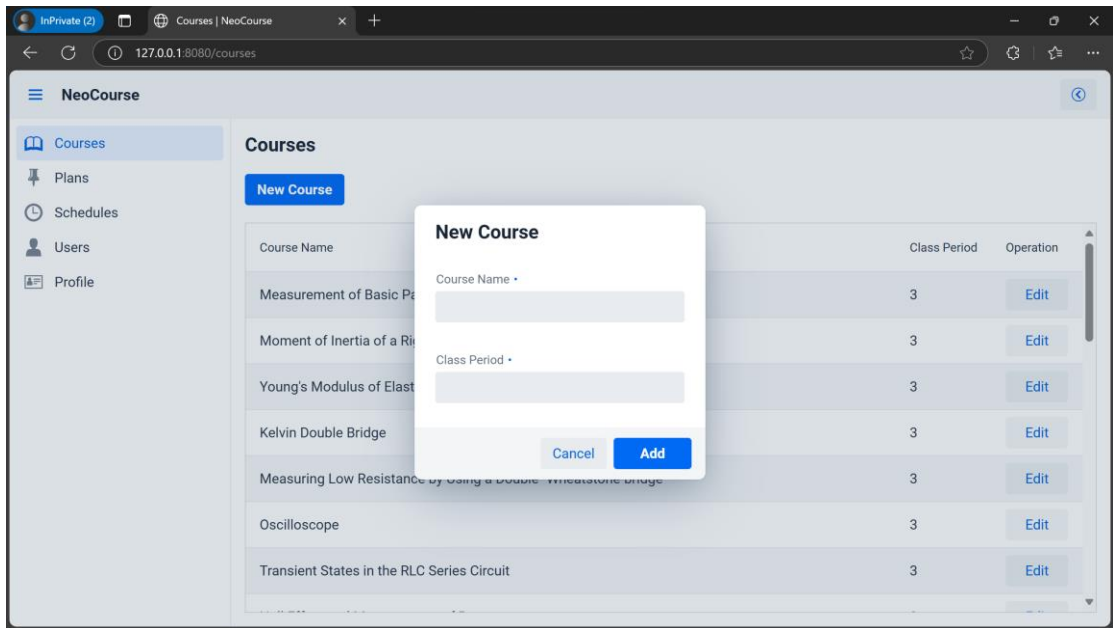 InPrivate (2)
Courses | NeoCourse
127.0.0.1:8080/courses
NeoCourse
Courses
Plans
Schedules
Users
Profile
Courses
New Course
Course Name Class Period Operation
Measurement of Basic 3 Edit
Moment of Inertia of a 3 Edit
Young's Modulus of 3 Edit
Kelvin Double Bridge 3 Edit
Measuring Low Resistance by Using a Double Wheatstone bridge 3 Edit
Oscilloscope 3 Edit
Transient States in the RLC Series Circuit 3 Edit
New Course
Course Name •
Class Period •
Cancel Add